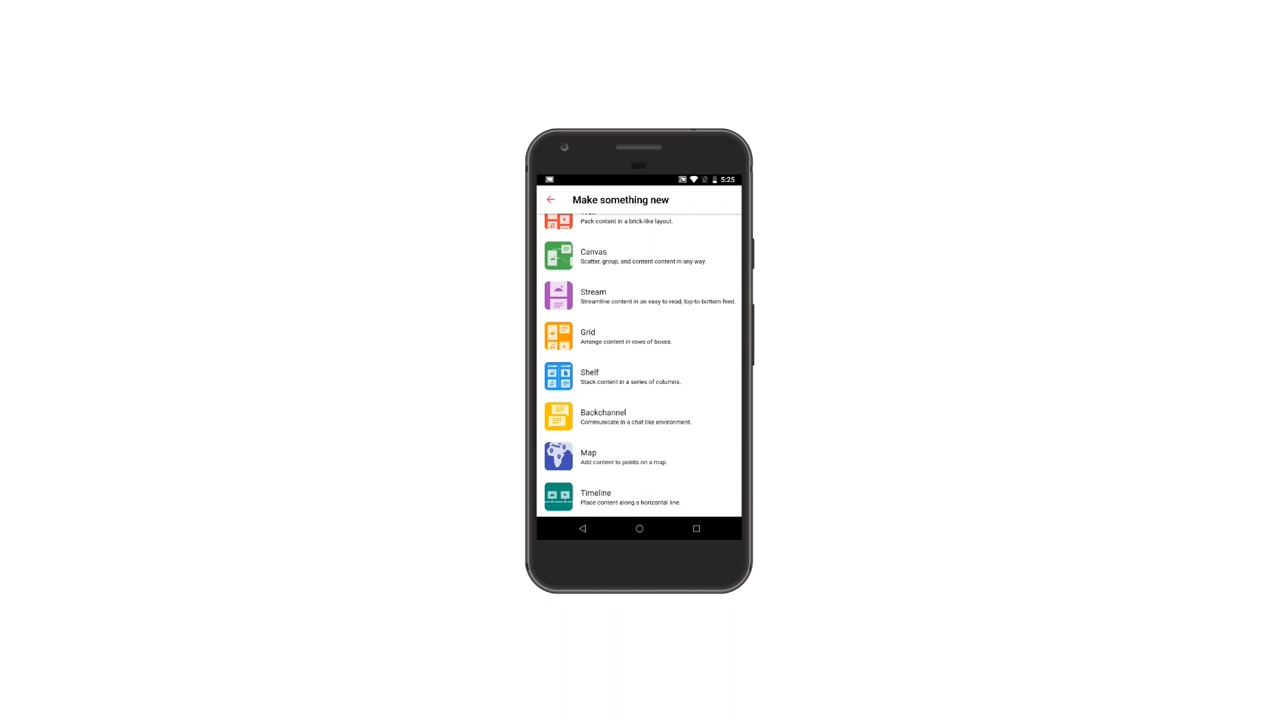 5:25
Make something new
Pack content in a brick-like layout.
Canvas
Scatter, group, and content content in any way.
Stream
Streamline content in an easy to read, top-to-bottom feed.
Grid
Arrange content in rows of boxes.
Shelf
Stack content in a series of columns.
Backchannel
Communicate in a chat like environment.
Map
Add content to points on a map.
Timeline
Place content along a horizontal line.